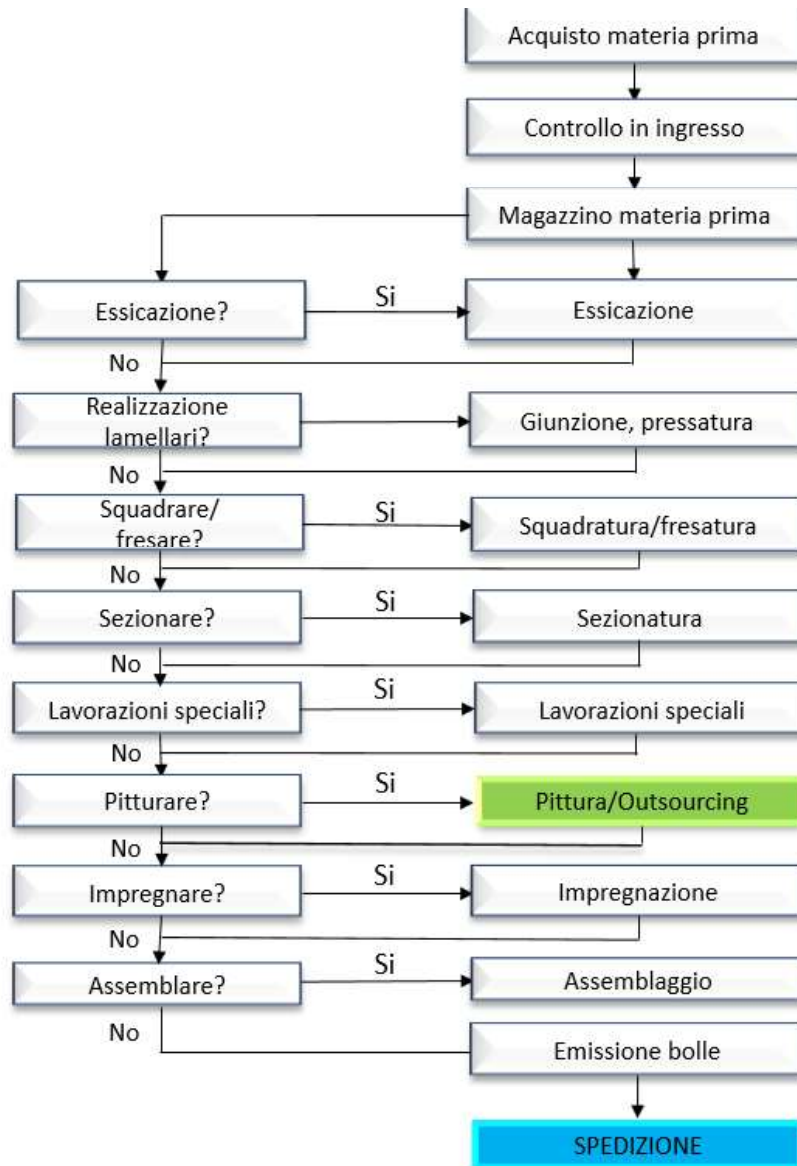 Acquisto materia prima
Controllo in ingresso
Magazzino materia prima
Essicazione?
Si
Essicazione
No
Realizzazione
lamellari?
Giunzione, pressatura
No
Squadrare/
fresare?
Si
Squadratura/fresatura
No
Sezionare?
Si
Sezionatura
No
Lavorazioni speciali?
Si
Lavorazioni speciali
No
Pitturare?
Si
Pittura/Outsourcing
No
Impregnare?
Si
Impregnazione
No
Assemblare?
Si
Assemblaggio
No
Emissione bolle
SPEDIZIONE